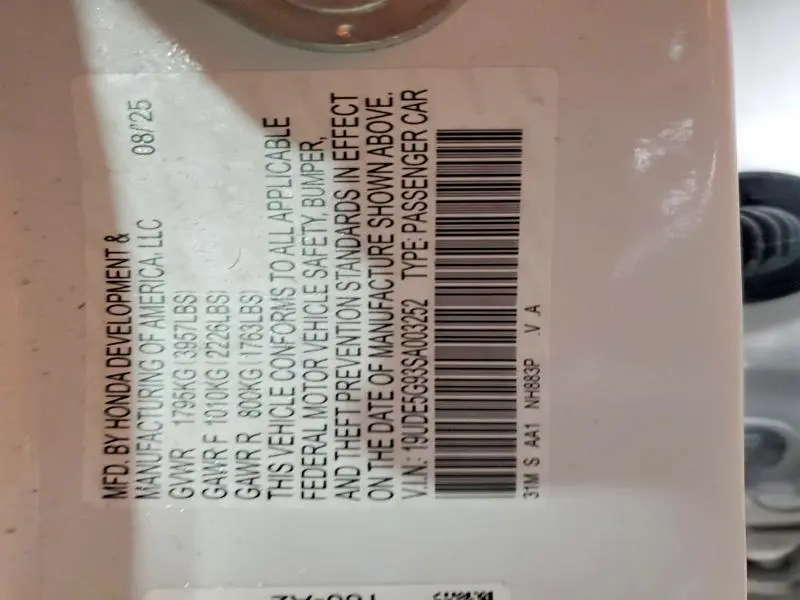 MFD. BY HONDA DEVELOPMENT &
MANUFACTURING OF AMERICA, LLC 08/25
GVWR 1795KG (3957LBS)
GAWR F 1010KG (2226LBS)
GAWR R 800KG (1763LBS)
THIS VEHICLE CONFORMS TO ALL APPLICABLE
FEDERAL MOTOR VEHICLE SAFETY, BUMPER,
AND THEFT PREVENTION STANDARDS IN EFFECT
ON THE DATE OF MANUFACTURE SHOWN ABOVE.
V.I.N.: 19UDE5G93SA003252 TYPE: PASSENGER CAR
31M S AA1 NH883P .V .A